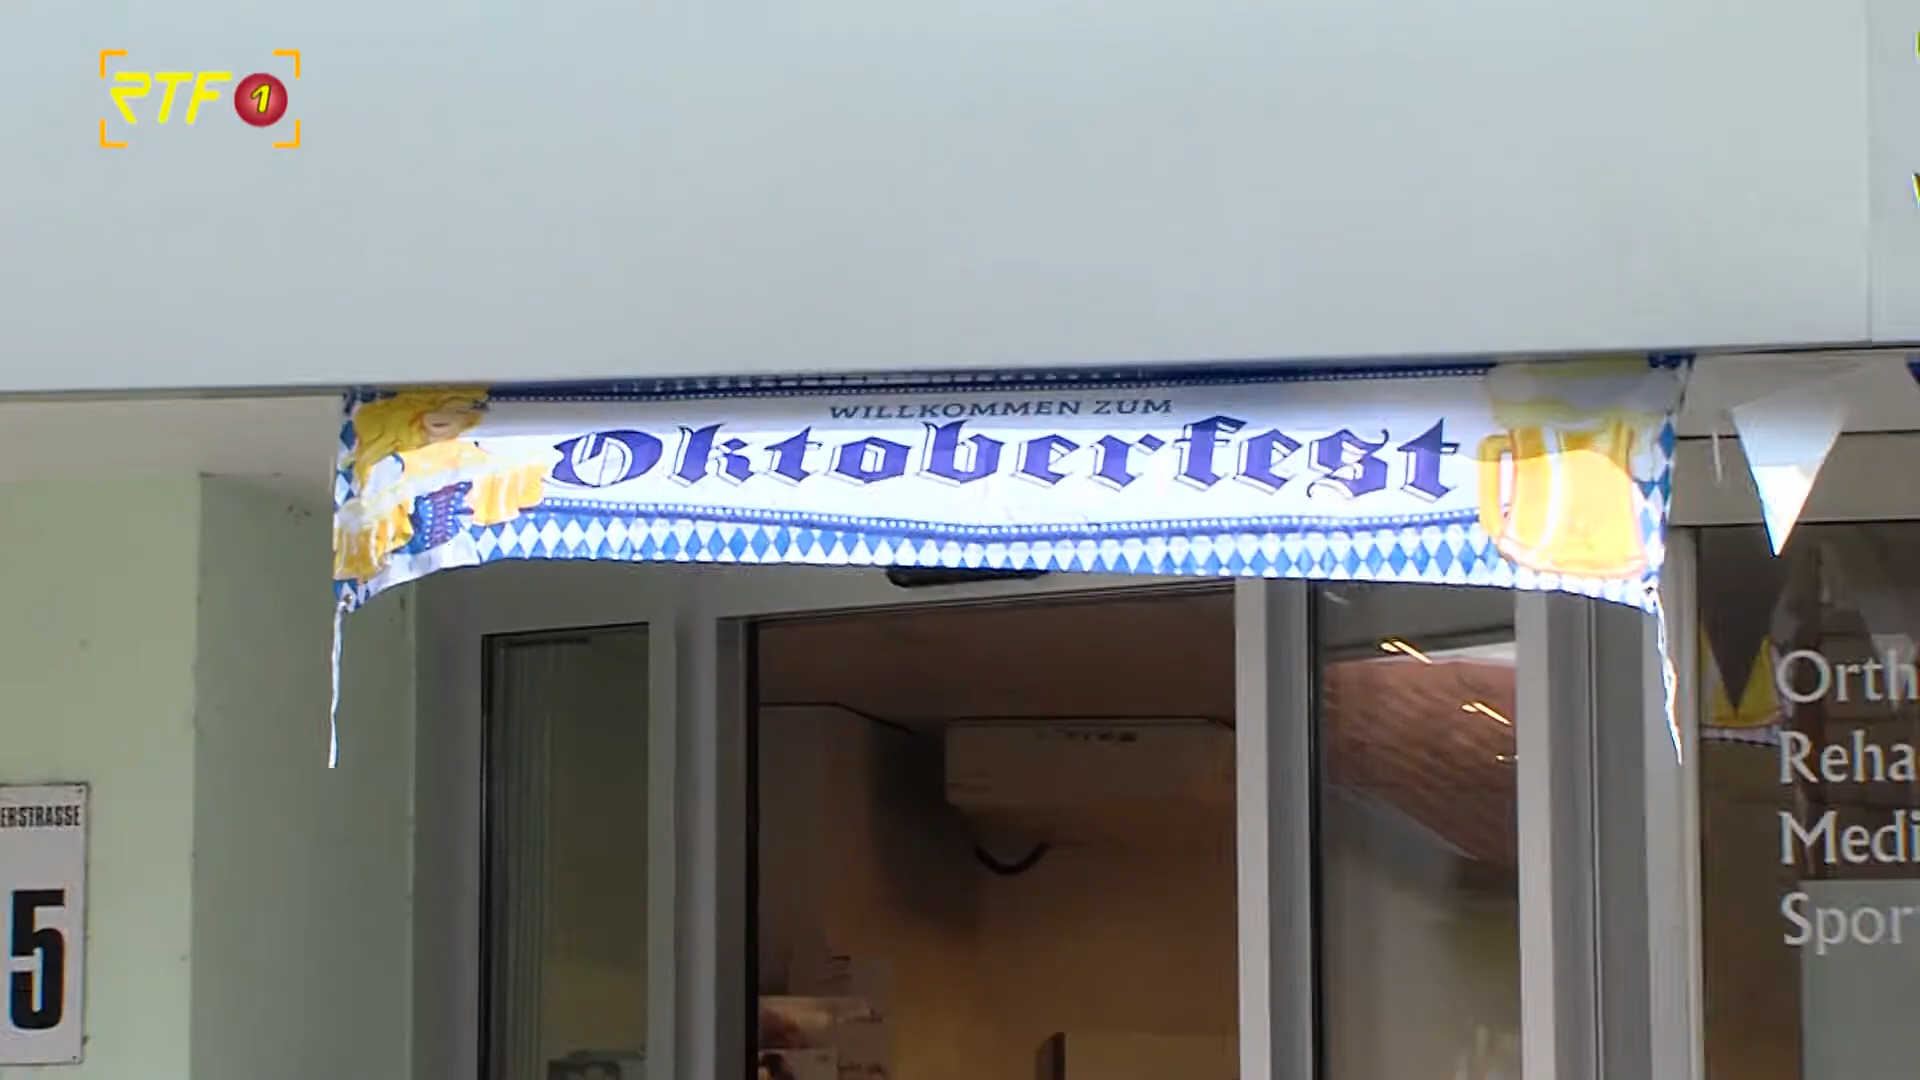 RTF 1
WILLKOMMEN ZUM
Oktoberfest
ERSTRASSE
5
Orth
Reha
Medi
Spor